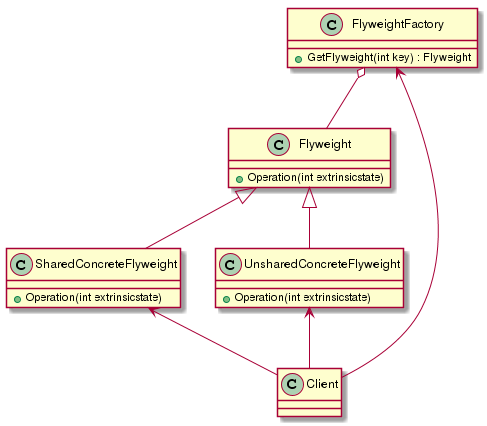 C FlyweightFactory
GetFlyweight(int key) : Flyweight
C Flyweight
Operation(int extrinsicstate)
C SharedConcreteFlyweight
Operation(int extrinsicstate)
C UnsharedConcreteFlyweight
Operation(int extrinsicstate)
C Client